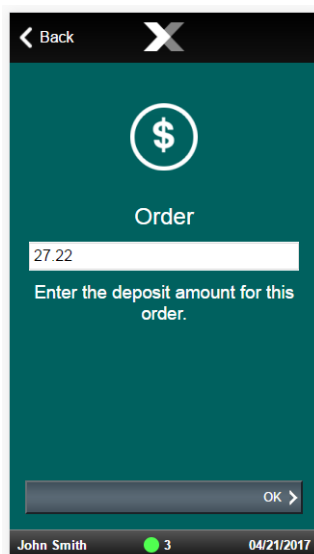 Back
$
Order
27.22
Enter the deposit amount for this
order.
OK
John Smith 3 04/21/2017